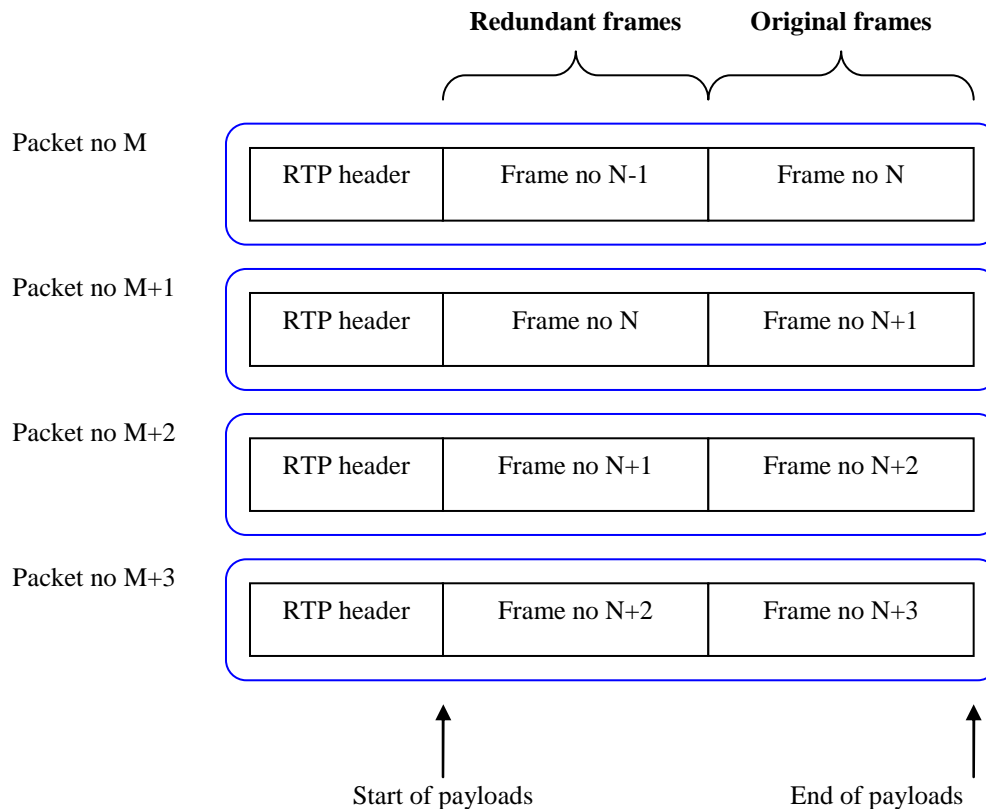 Redundant frames Original frames
Packet no M
RTP header Frame no N-1 Frame no N
Packet no M+1
RTP header Frame no N Frame no N+1
Packet no M+2
RTP header Frame no N+1 Frame no N+2
Packet no M+3
RTP header Frame no N+2 Frame no N+3
Start of payloads End of payloads